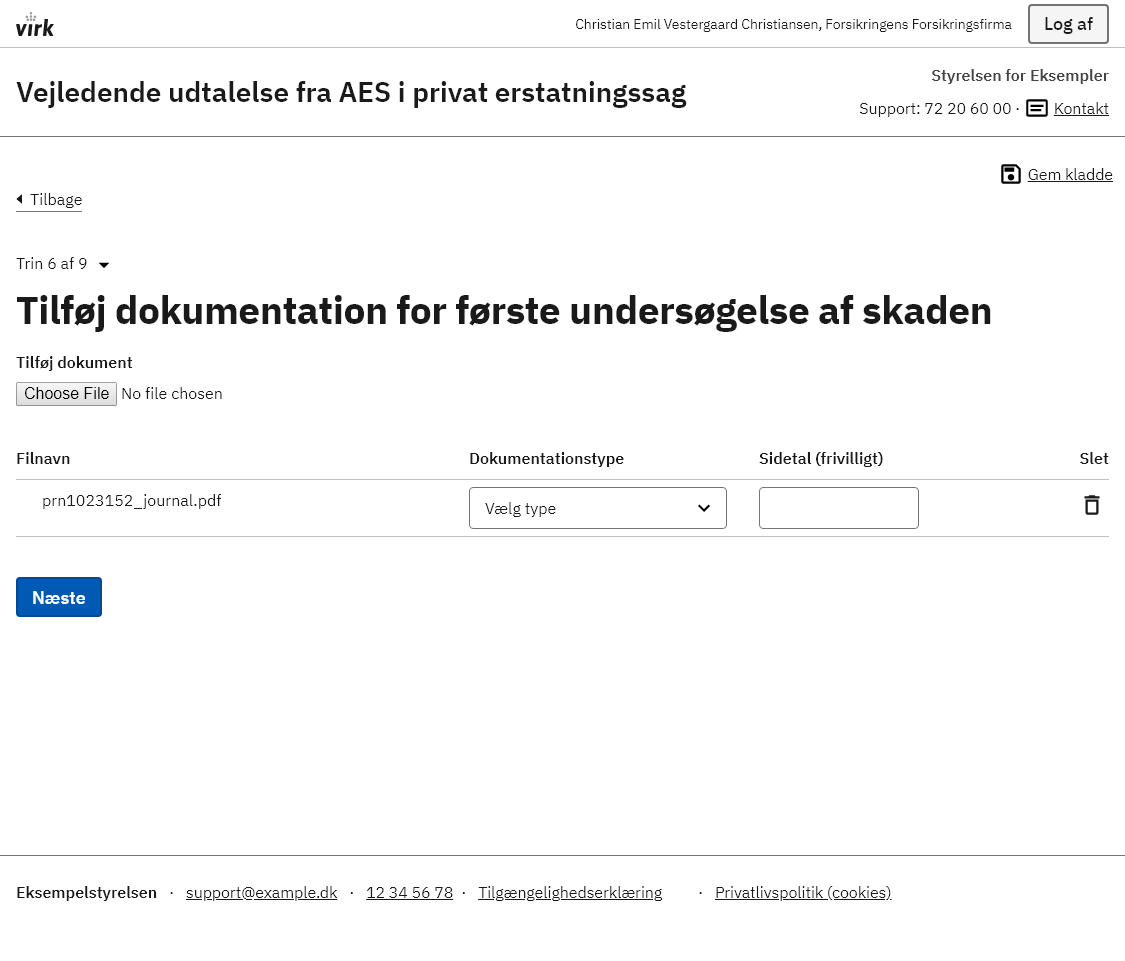 virk
Christian Emil Vestergaard Christiansen, Forsikringens Forsikringsfirma
Log af
Vejledende udtalelse fra AES i privat erstatningssag
Styrelsen for Eksempler
Support: 72 20 60 00 · Kontakt
Gem kladde
Tilbage
Trin 6 af 9
Tilføj dokumentation for første undersøgelse af skaden
Tilføj dokument
Choose File No file chosen
Filnavn Dokumentationstype Sidetal (frivilligt) Slet
prn1023152_journal.pdf Vælg type
Næste
Eksempelstyrelsen · support@example.dk · 12 34 56 78 · Tilgængelighedserklæring · Privatlivspolitik (cookies)